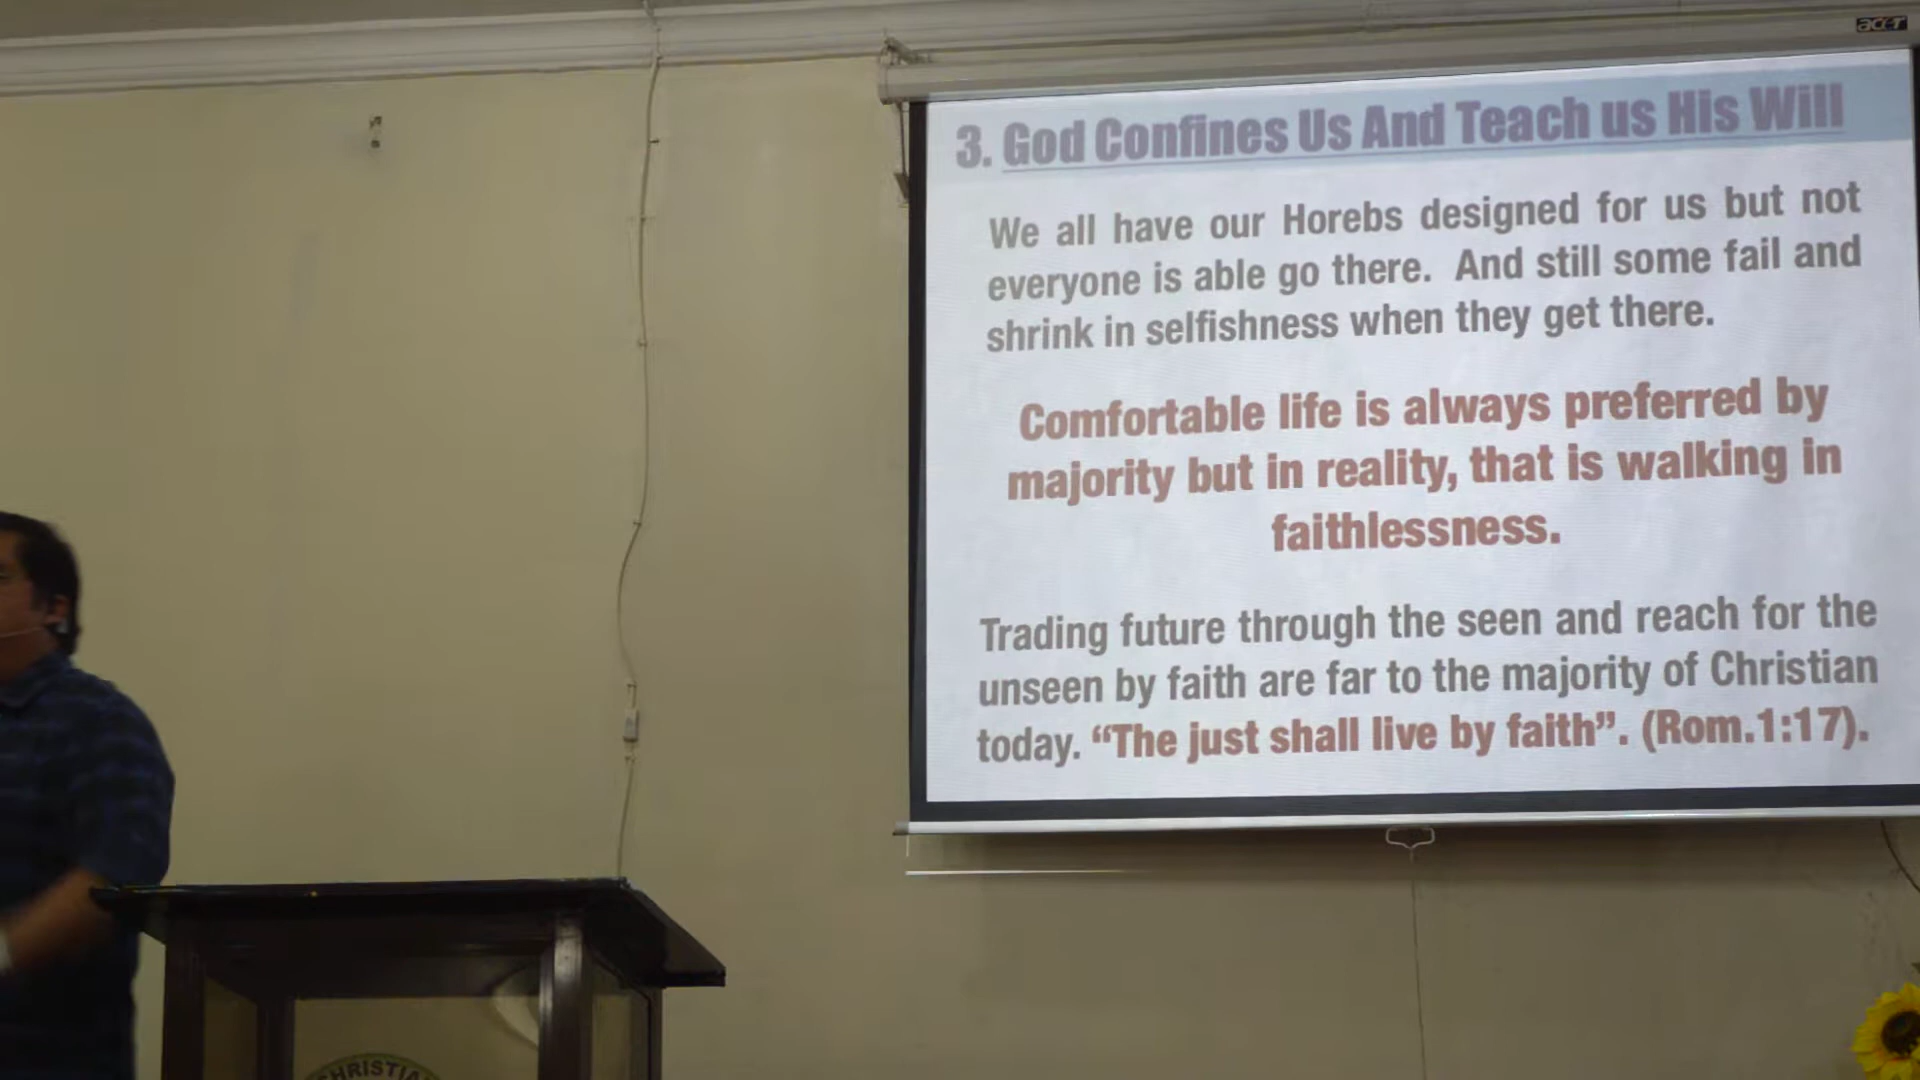 acer
3. God Confines Us And Teach us His Will
We all have our Horebs designed for us but not
everyone is able go there. And still some fail and
shrink in selfishness when they get there.
Comfortable life is always preferred by
majority but in reality, that is walking in
faithlessness.
Trading future through the seen and reach for the
unseen by faith are far to the majority of Christian
today. “The just shall live by faith”. (Rom.1:17).